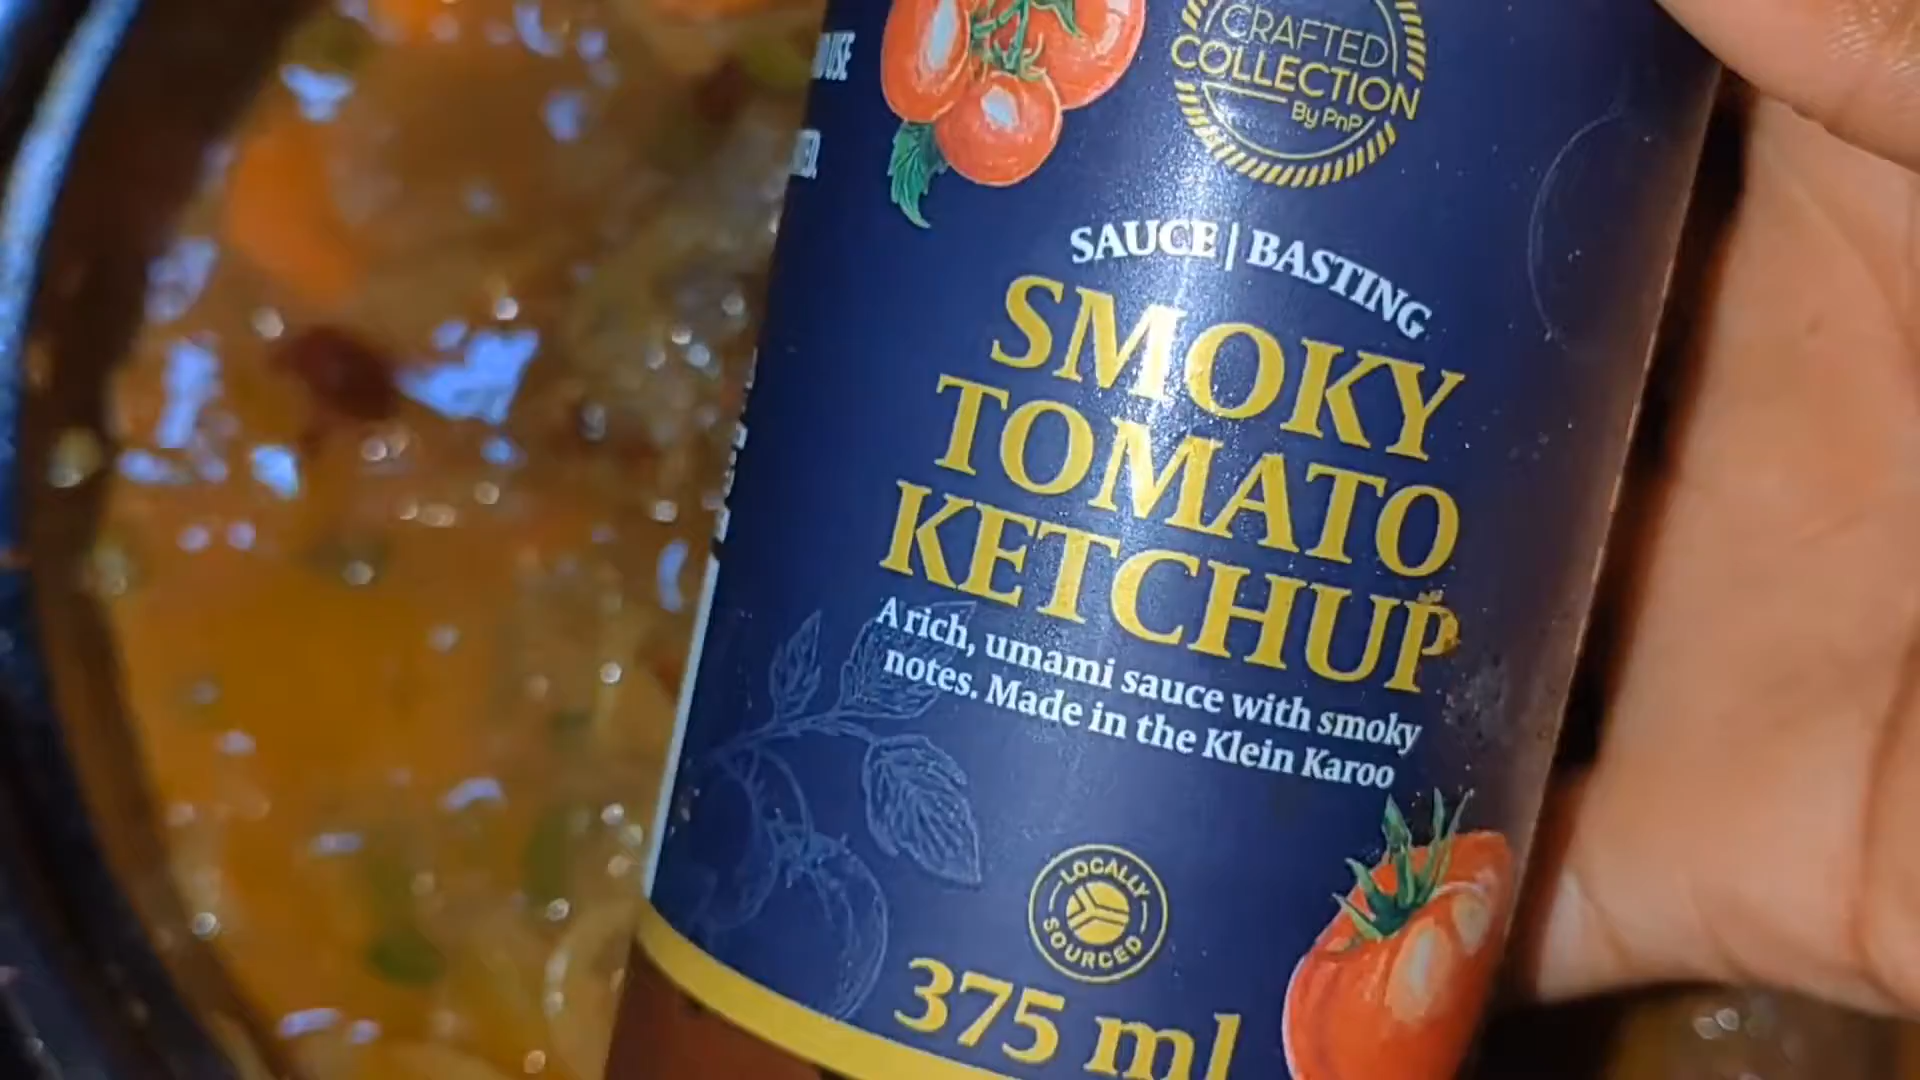 CRAFTED
COLLECTION
By PnP
SAUCE | BASTING
SMOKY
TOMATO
KETCHUP
A rich, umami sauce with smoky
notes. Made in the Klein Karoo
LOCALLY
SOURCED
375 ml